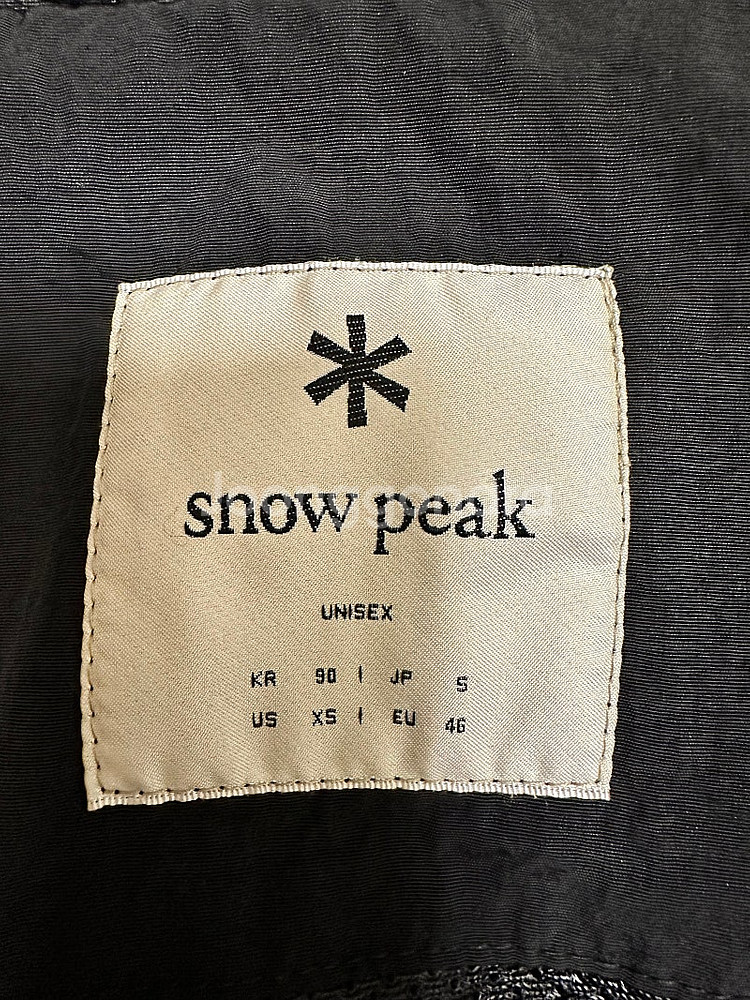 snow peak
UNISEX
KR 90 | JP S
US XS | EU 46